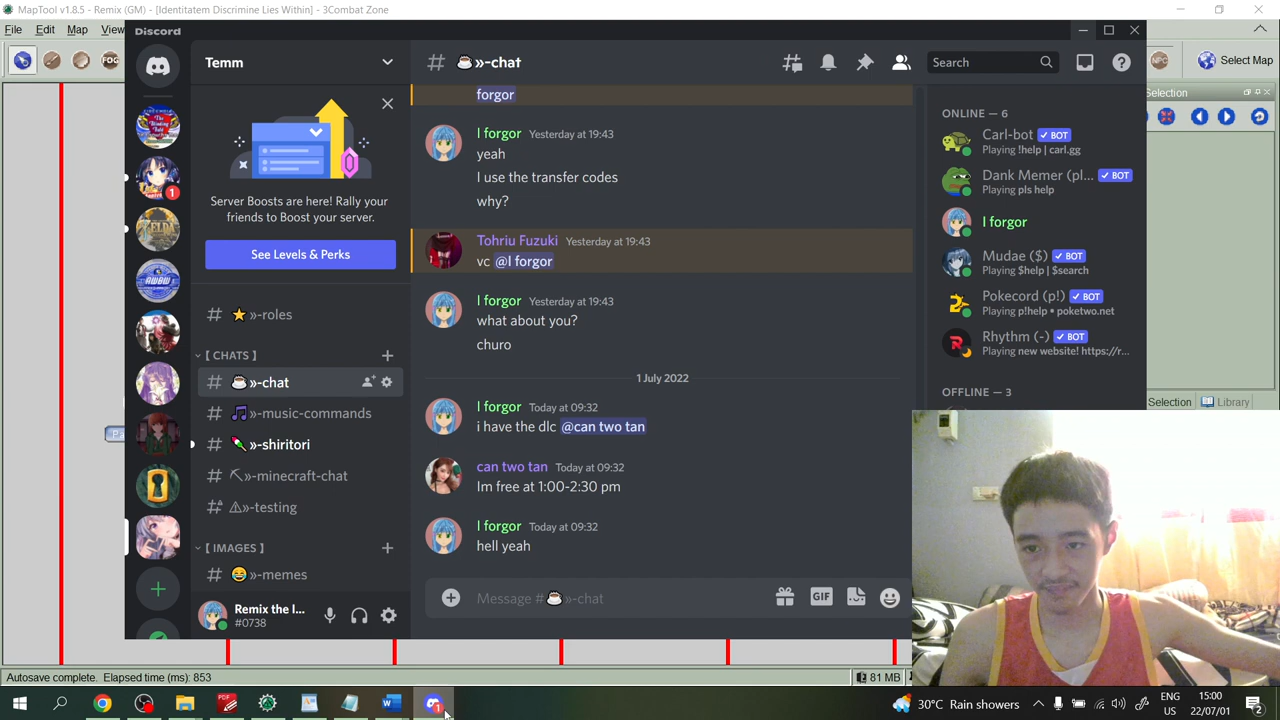 MapTool v1.8.5 - Remix (GM) - [Identitatem Discrimine Lies Within] - 3Combat Zone
File Edit Map View
FOG
NPC
Select Map
Selection
Selection Library
Discord
Temm
Server Boosts are here! Rally your
friends to Boost your server.
See Levels & Perks
»-roles
[ CHATS ]
»-chat
»-music-commands
»-shiritori
»-minecraft-chat
»-testing
[ IMAGES ]
»-memes
Remix the I...
#0738
»-chat
Search
forgor
I forgor Yesterday at 19:43
yeah
I use the transfer codes
why?
Tohriu Fuzuki Yesterday at 19:43
vc @I forgor
I forgor Yesterday at 19:43
what about you?
churo
1 July 2022
I forgor Today at 09:32
i have the dlc @can two tan
can two tan Today at 09:32
Im free at 1:00-2:30 pm
I forgor Today at 09:32
hell yeah
Message #»-chat
GIF
ONLINE — 6
Carl-bot BOT
Playing !help | carl.gg
Dank Memer (pl... BOT
Playing pls help
I forgor
Mudae ($) BOT
Playing $help | $search
Pokecord (p!) BOT
Playing p!help • poketwo.net
Rhythm (-) BOT
Playing new website! https://r...
OFFLINE — 3
Autosave complete. Elapsed time (ms): 853
81 MB
30°C Rain showers
ENG
US
15:00
22/07/01
2